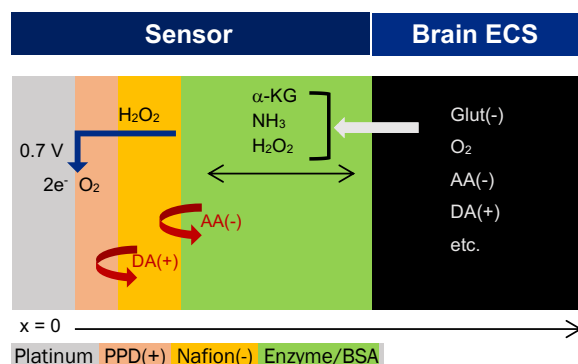 Sensor
Brain ECS
H₂O₂
0.7 V
2e⁻ O₂
α-KG
NH₃
H₂O₂
AA(-)
DA(+)
Glut(-)
O₂
AA(-)
DA(+)
etc.
x = 0
Platinum PPD(+) Nafion(-) Enzyme/BSA